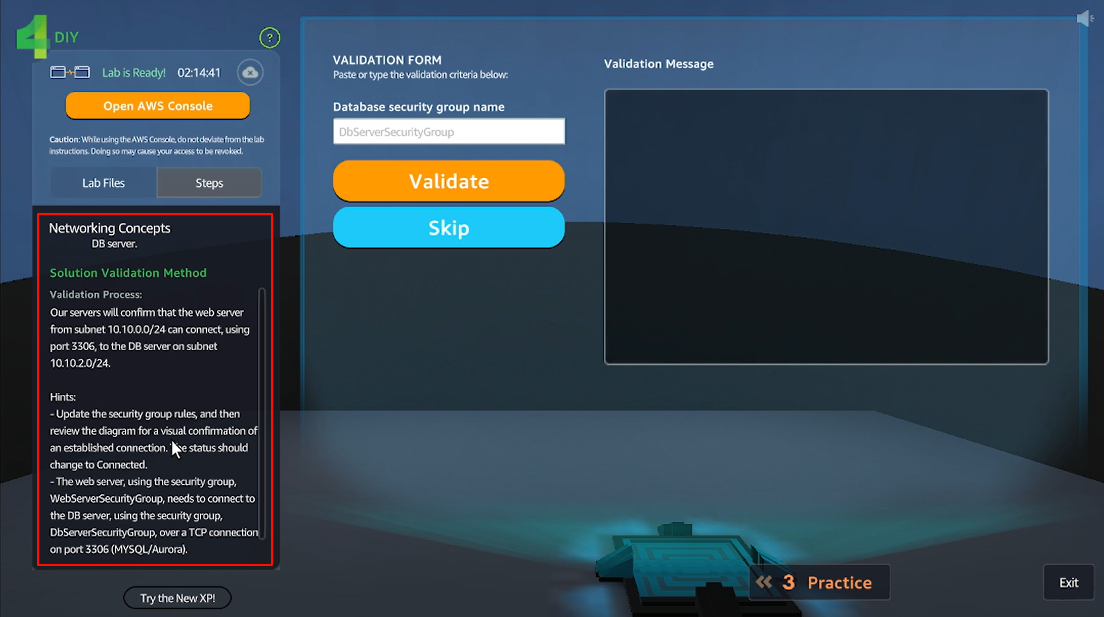 4 DIY
?
Lab is Ready! 02:14:41
Open AWS Console
Caution: While using the AWS Console, do not deviate from the lab
instructions. Doing so may cause your access to be revoked.
Lab Files Steps
Networking Concepts
DB server.
Solution Validation Method
Validation Process:
Our servers will confirm that the web server
from subnet 10.10.0.0/24 can connect, using
port 3306, to the DB server on subnet
10.10.2.0/24.
Hints:
- Update the security group rules, and then
review the diagram for a visual confirmation of
an established connection. status should
change to Connected.
- The web server, using the security group,
WebServerSecurityGroup, needs to connect to
the DB server, using the security group,
DbServerSecurityGroup, over a TCP connection
on port 3306 (MYSQL/Aurora).
Try the New XP!
VALIDATION FORM
Paste or type the validation criteria below:
Database security group name
DbServerSecurityGroup
Validate
Skip
Validation Message
3 Practice
Exit